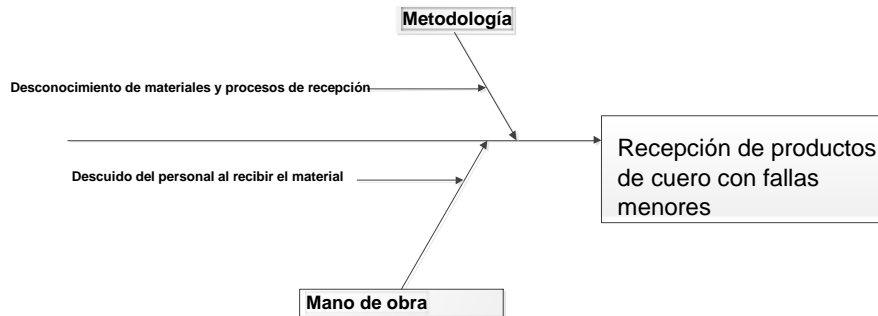 Metodología
Desconocimiento de materiales y procesos de recepción
Recepción de productos
de cuero con fallas
menores
Descuido del personal al recibir el material
Mano de obra